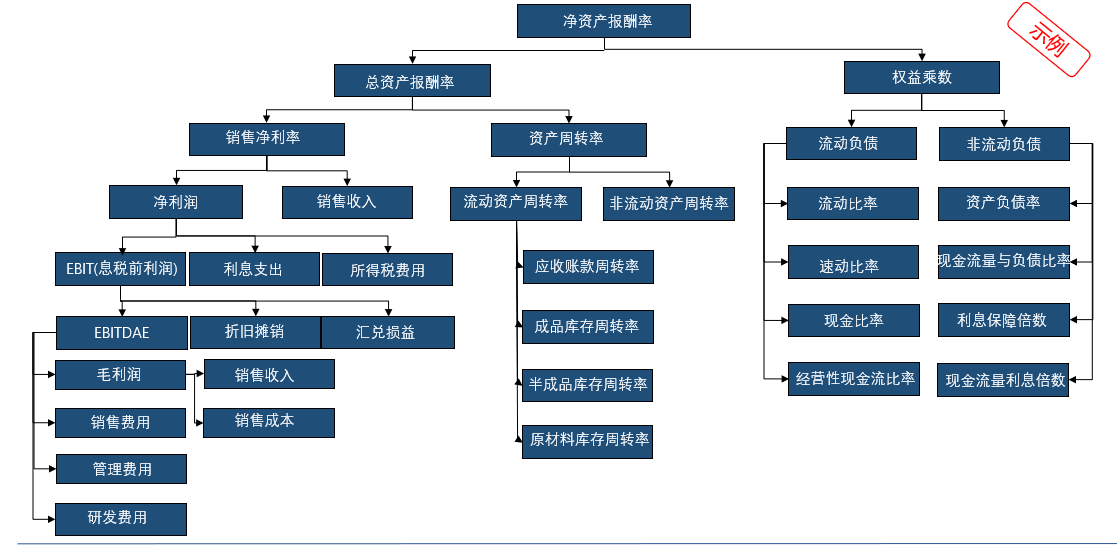 净资产报酬率
示例
总资产报酬率
权益乘数
销售净利率
资产周转率
流动负债
非流动负债
净利润
销售收入
流动资产周转率
非流动资产周转率
流动比率
资产负债率
EBIT(息税前利润)
利息支出
所得税费用
应收账款周转率
速动比率
现金流量与负债比率
EBITDAE
折旧摊销
汇兑损益
成品库存周转率
现金比率
利息保障倍数
毛利润
销售收入
半成品库存周转率
经营性现金流比率
现金流量利息倍数
销售费用
销售成本
原材料库存周转率
管理费用
研发费用